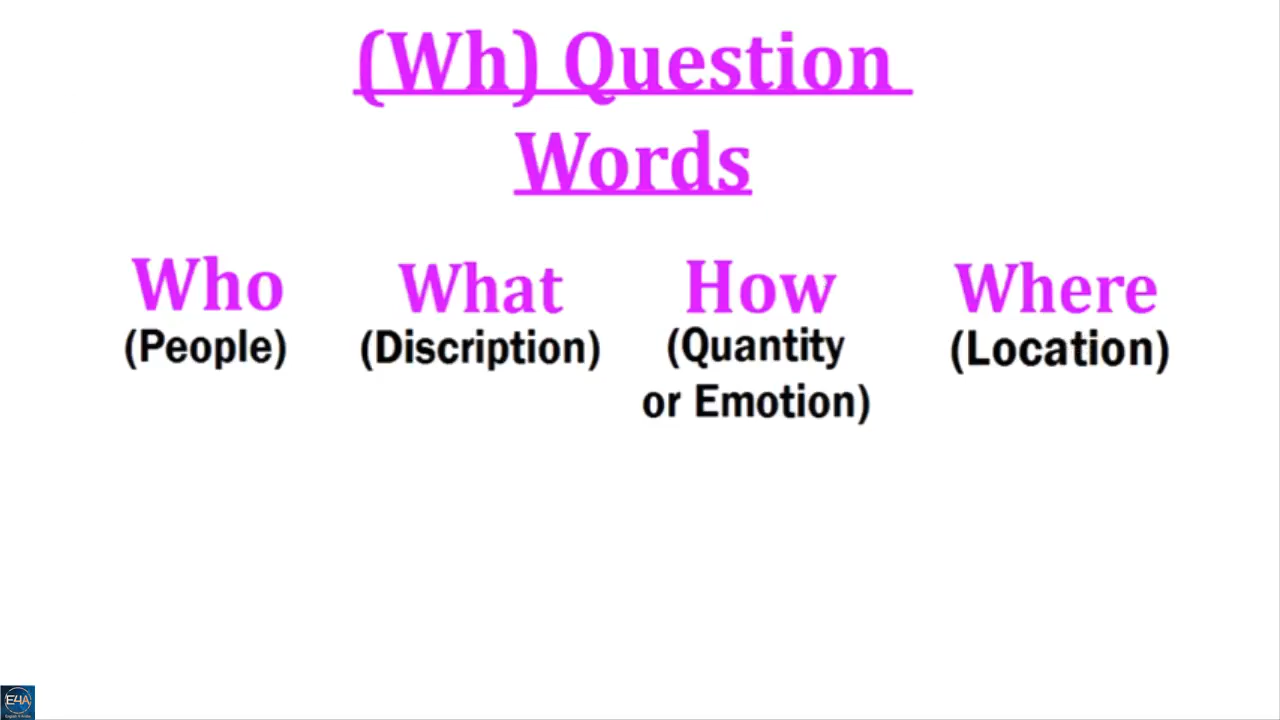 (Wh) Question
Words
Who What How Where
(People) (Discription) (Quantity (Location)
or Emotion)
E4A